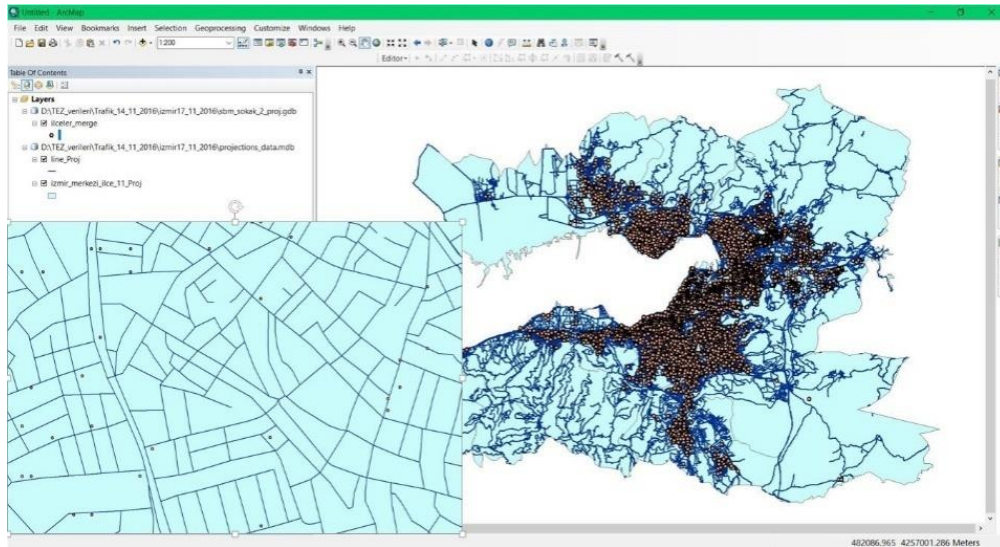 Untitled - ArcMap
File Edit View Bookmarks Insert Selection Geoprocessing Customize Windows Help
1:200
Editor
Table Of Contents
Layers
D:\TEZ_verileri\Trafik_14_11_2016\izmir17_11_2016\sbm_sokak_2_proj.gdb
ilceler_merge
D:\TEZ_verileri\Trafik_14_11_2016\izmir17_11_2016\projections_data.mdb
line_Proj
izmir_merkezi_ilce_11_Proj
482086.965 4257001.286 Meters